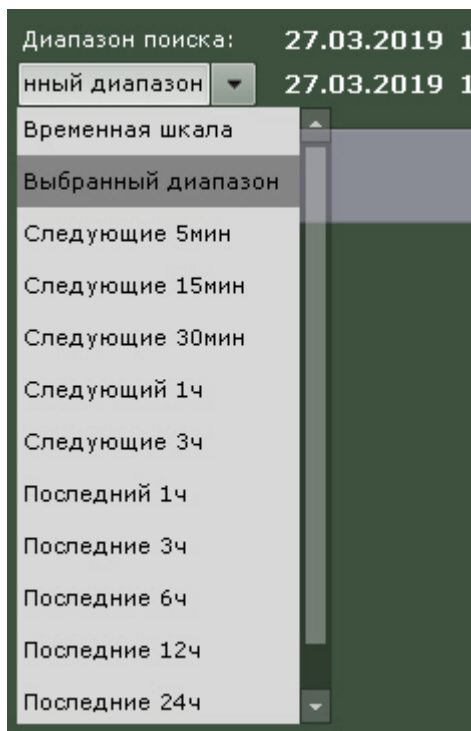 Диапазон поиска: 27.03.2019 1
нный диапазон 27.03.2019 1
Временная шкала
Выбранный диапазон
Следующие 5мин
Следующие 15мин
Следующие 30мин
Следующий 1ч
Следующие 3ч
Последний 1ч
Последние 3ч
Последние 6ч
Последние 12ч
Последние 24ч